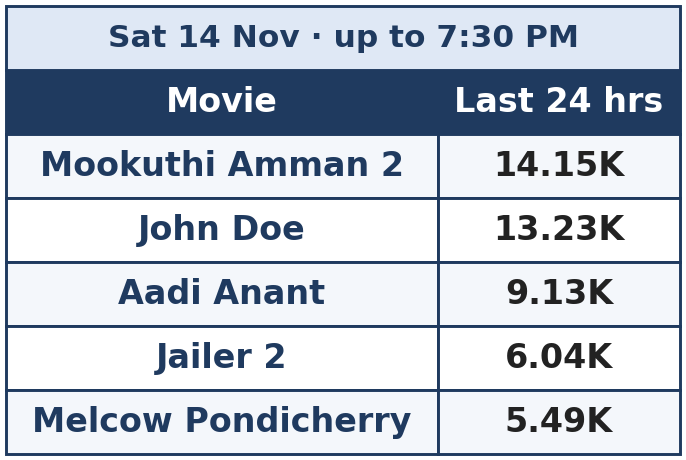 Sat 14 Nov · up to 7:30 PM
Movie Last 24 hrs
Mookuthi Amman 2 14.15K
John Doe 13.23K
Aadi Anant 9.13K
Jailer 2 6.04K
Melcow Pondicherry 5.49K